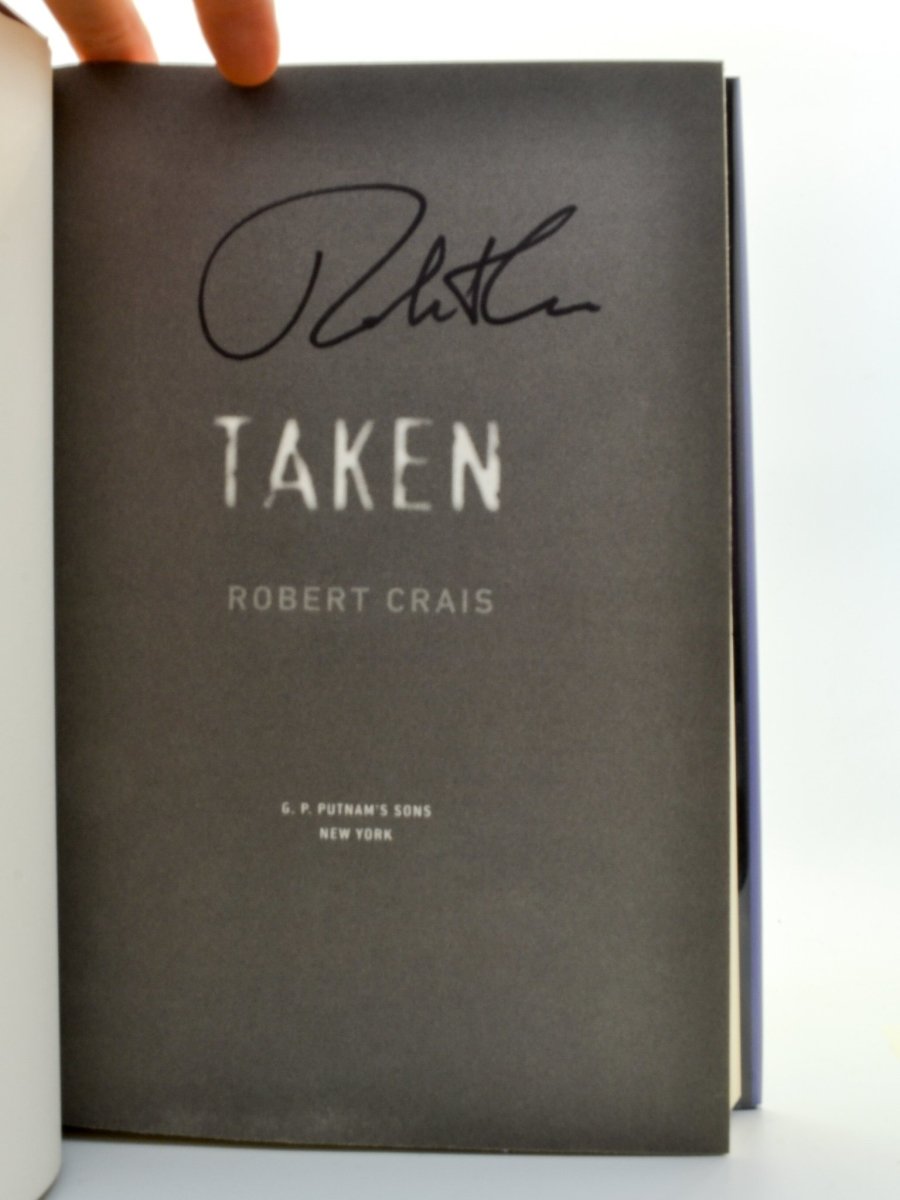 TAKEN
ROBERT CRAIS
G. P. PUTNAM'S SONS
NEW YORK